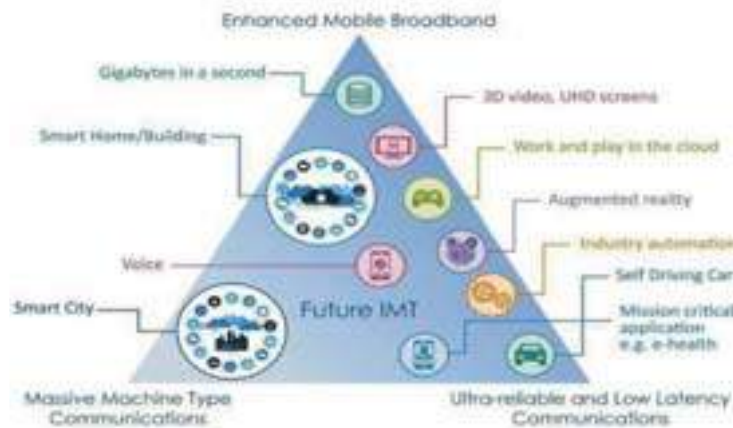 Enhanced Mobile Broadband
Gigabytes in a second
3D video, UHD screens
Smart Home/Building
Work and play in the cloud
Augmented reality
Industry automation
Voice
Self Driving Car
Smart City
Future IMT
Mission critical
application
e.g. e-health
Massive Machine Type
Communications
Ultra-reliable and Low Latency
Communications